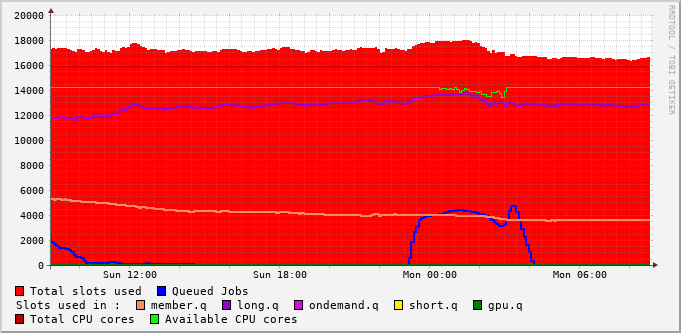 20000
18000
16000
14000
12000
10000
8000
6000
4000
2000
0
Sun 12:00 Sun 18:00 Mon 00:00 Mon 06:00
RRDTOOL / TOBI OETIKER
Total slots used Queued Jobs
Slots used in : member.q long.q ondemand.q short.q gpu.q
Total CPU cores Available CPU cores